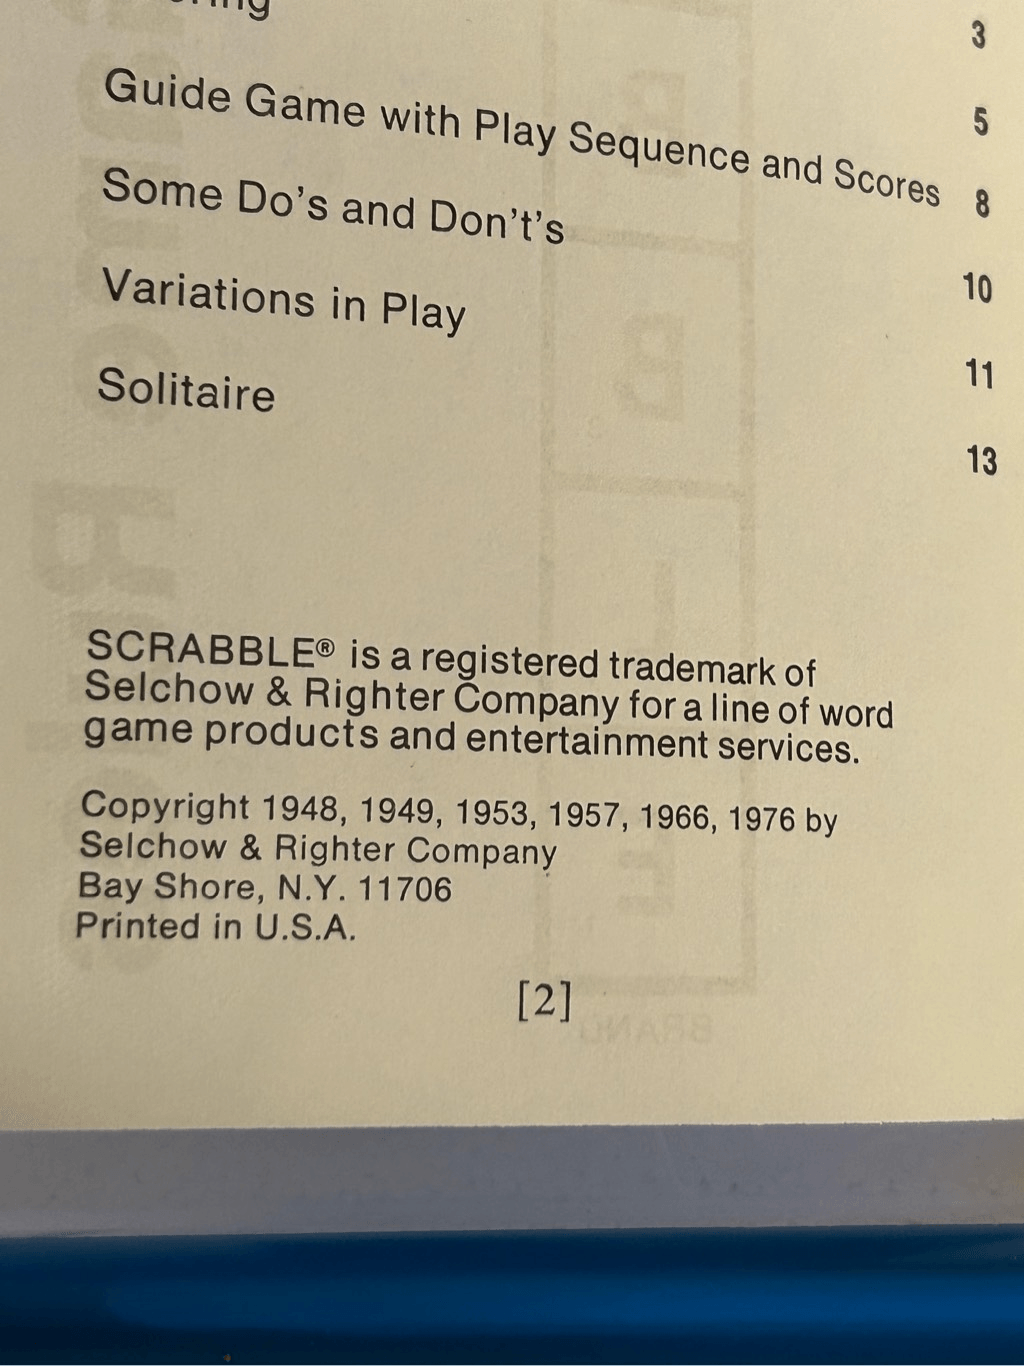 3
5
Guide Game with Play Sequence and Scores 8
Some Do's and Don't's 10
Variations in Play 11
Solitaire 13
SCRABBLE® is a registered trademark of
Selchow & Righter Company for a line of word
game products and entertainment services.
Copyright 1948, 1949, 1953, 1957, 1966, 1976 by
Selchow & Righter Company
Bay Shore, N.Y. 11706
Printed in U.S.A.
[2]